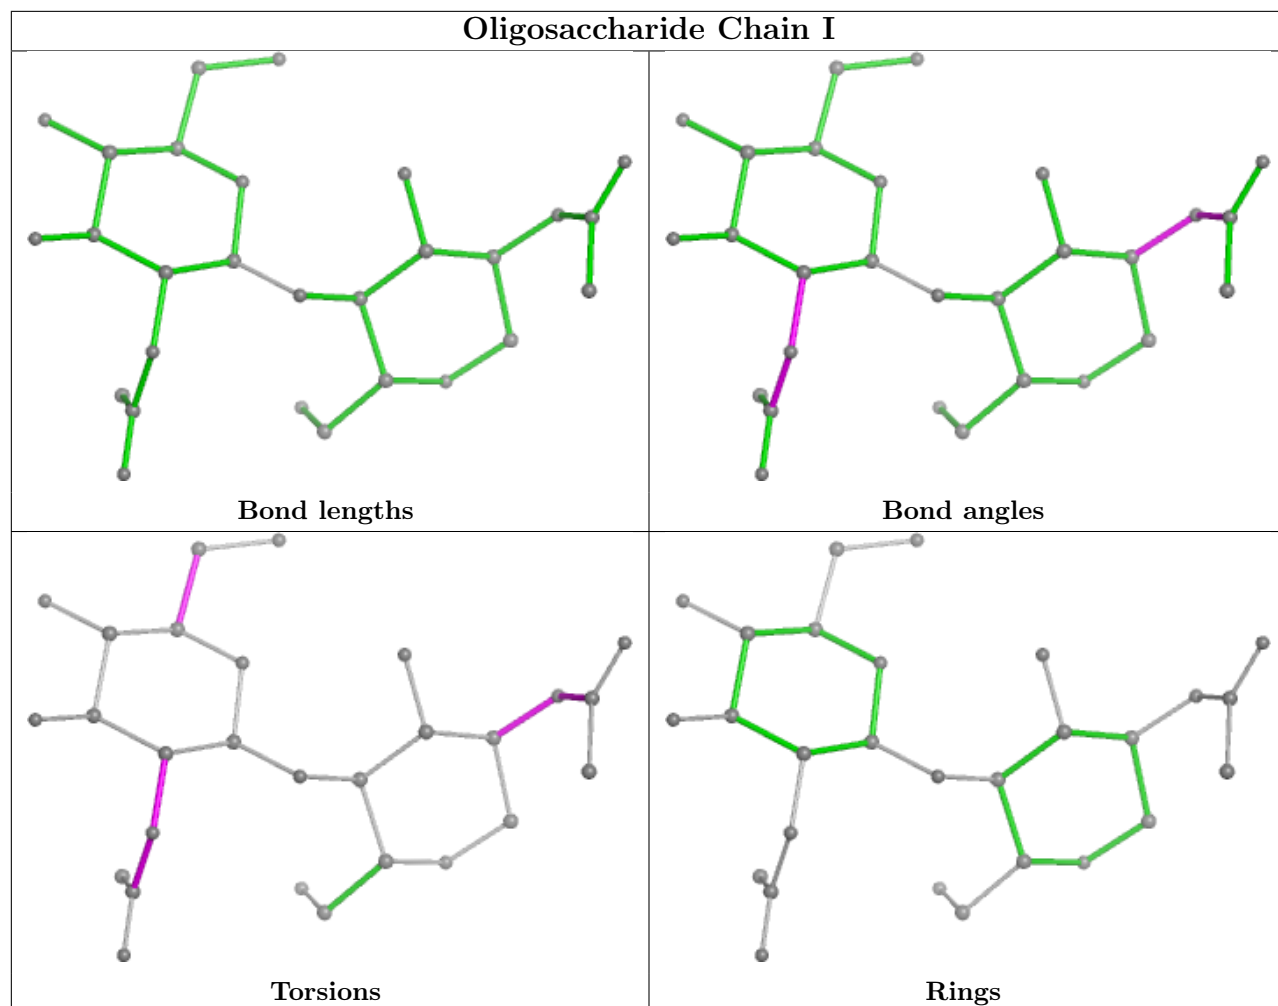 Oligosaccharide Chain I
Bond lengths
Bond angles
Torsions
Rings